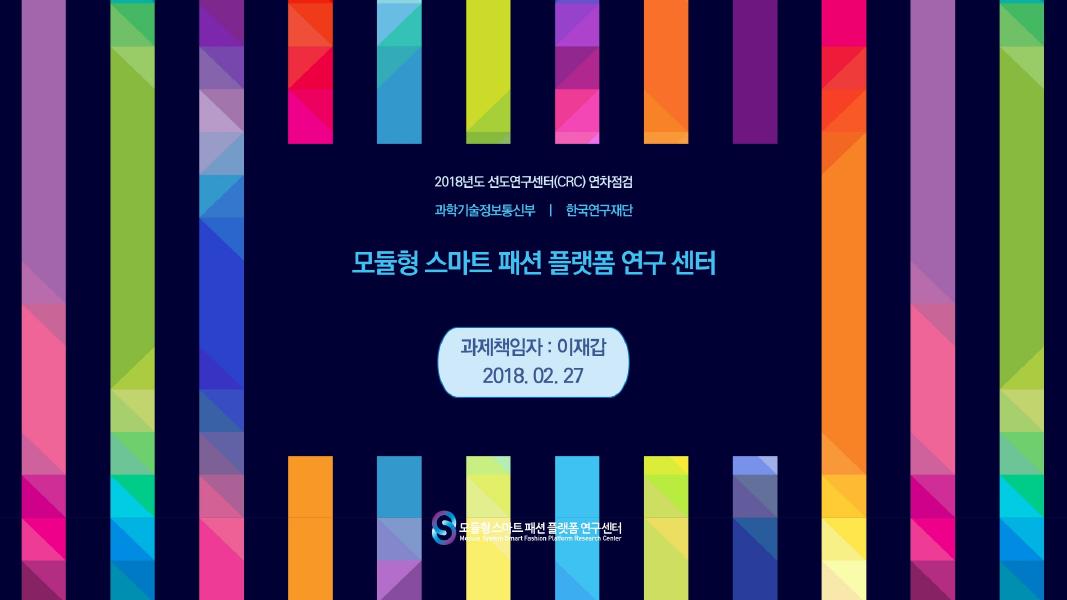 2018년도 선도연구센터(CRC) 연차점검
과학기술정보통신부 | 한국연구재단
모듈형 스마트 패션 플랫폼 연구 센터
과제책임자 : 이재갑
2018. 02. 27
모듈형 스마트 패션 플랫폼 연구센터
Smart Fashion Platform Research Center